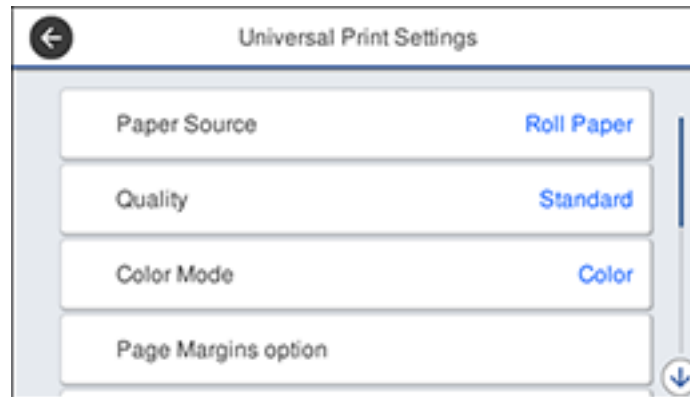 Universal Print Settings
Paper Source Roll Paper
Quality Standard
Color Mode Color
Page Margins option